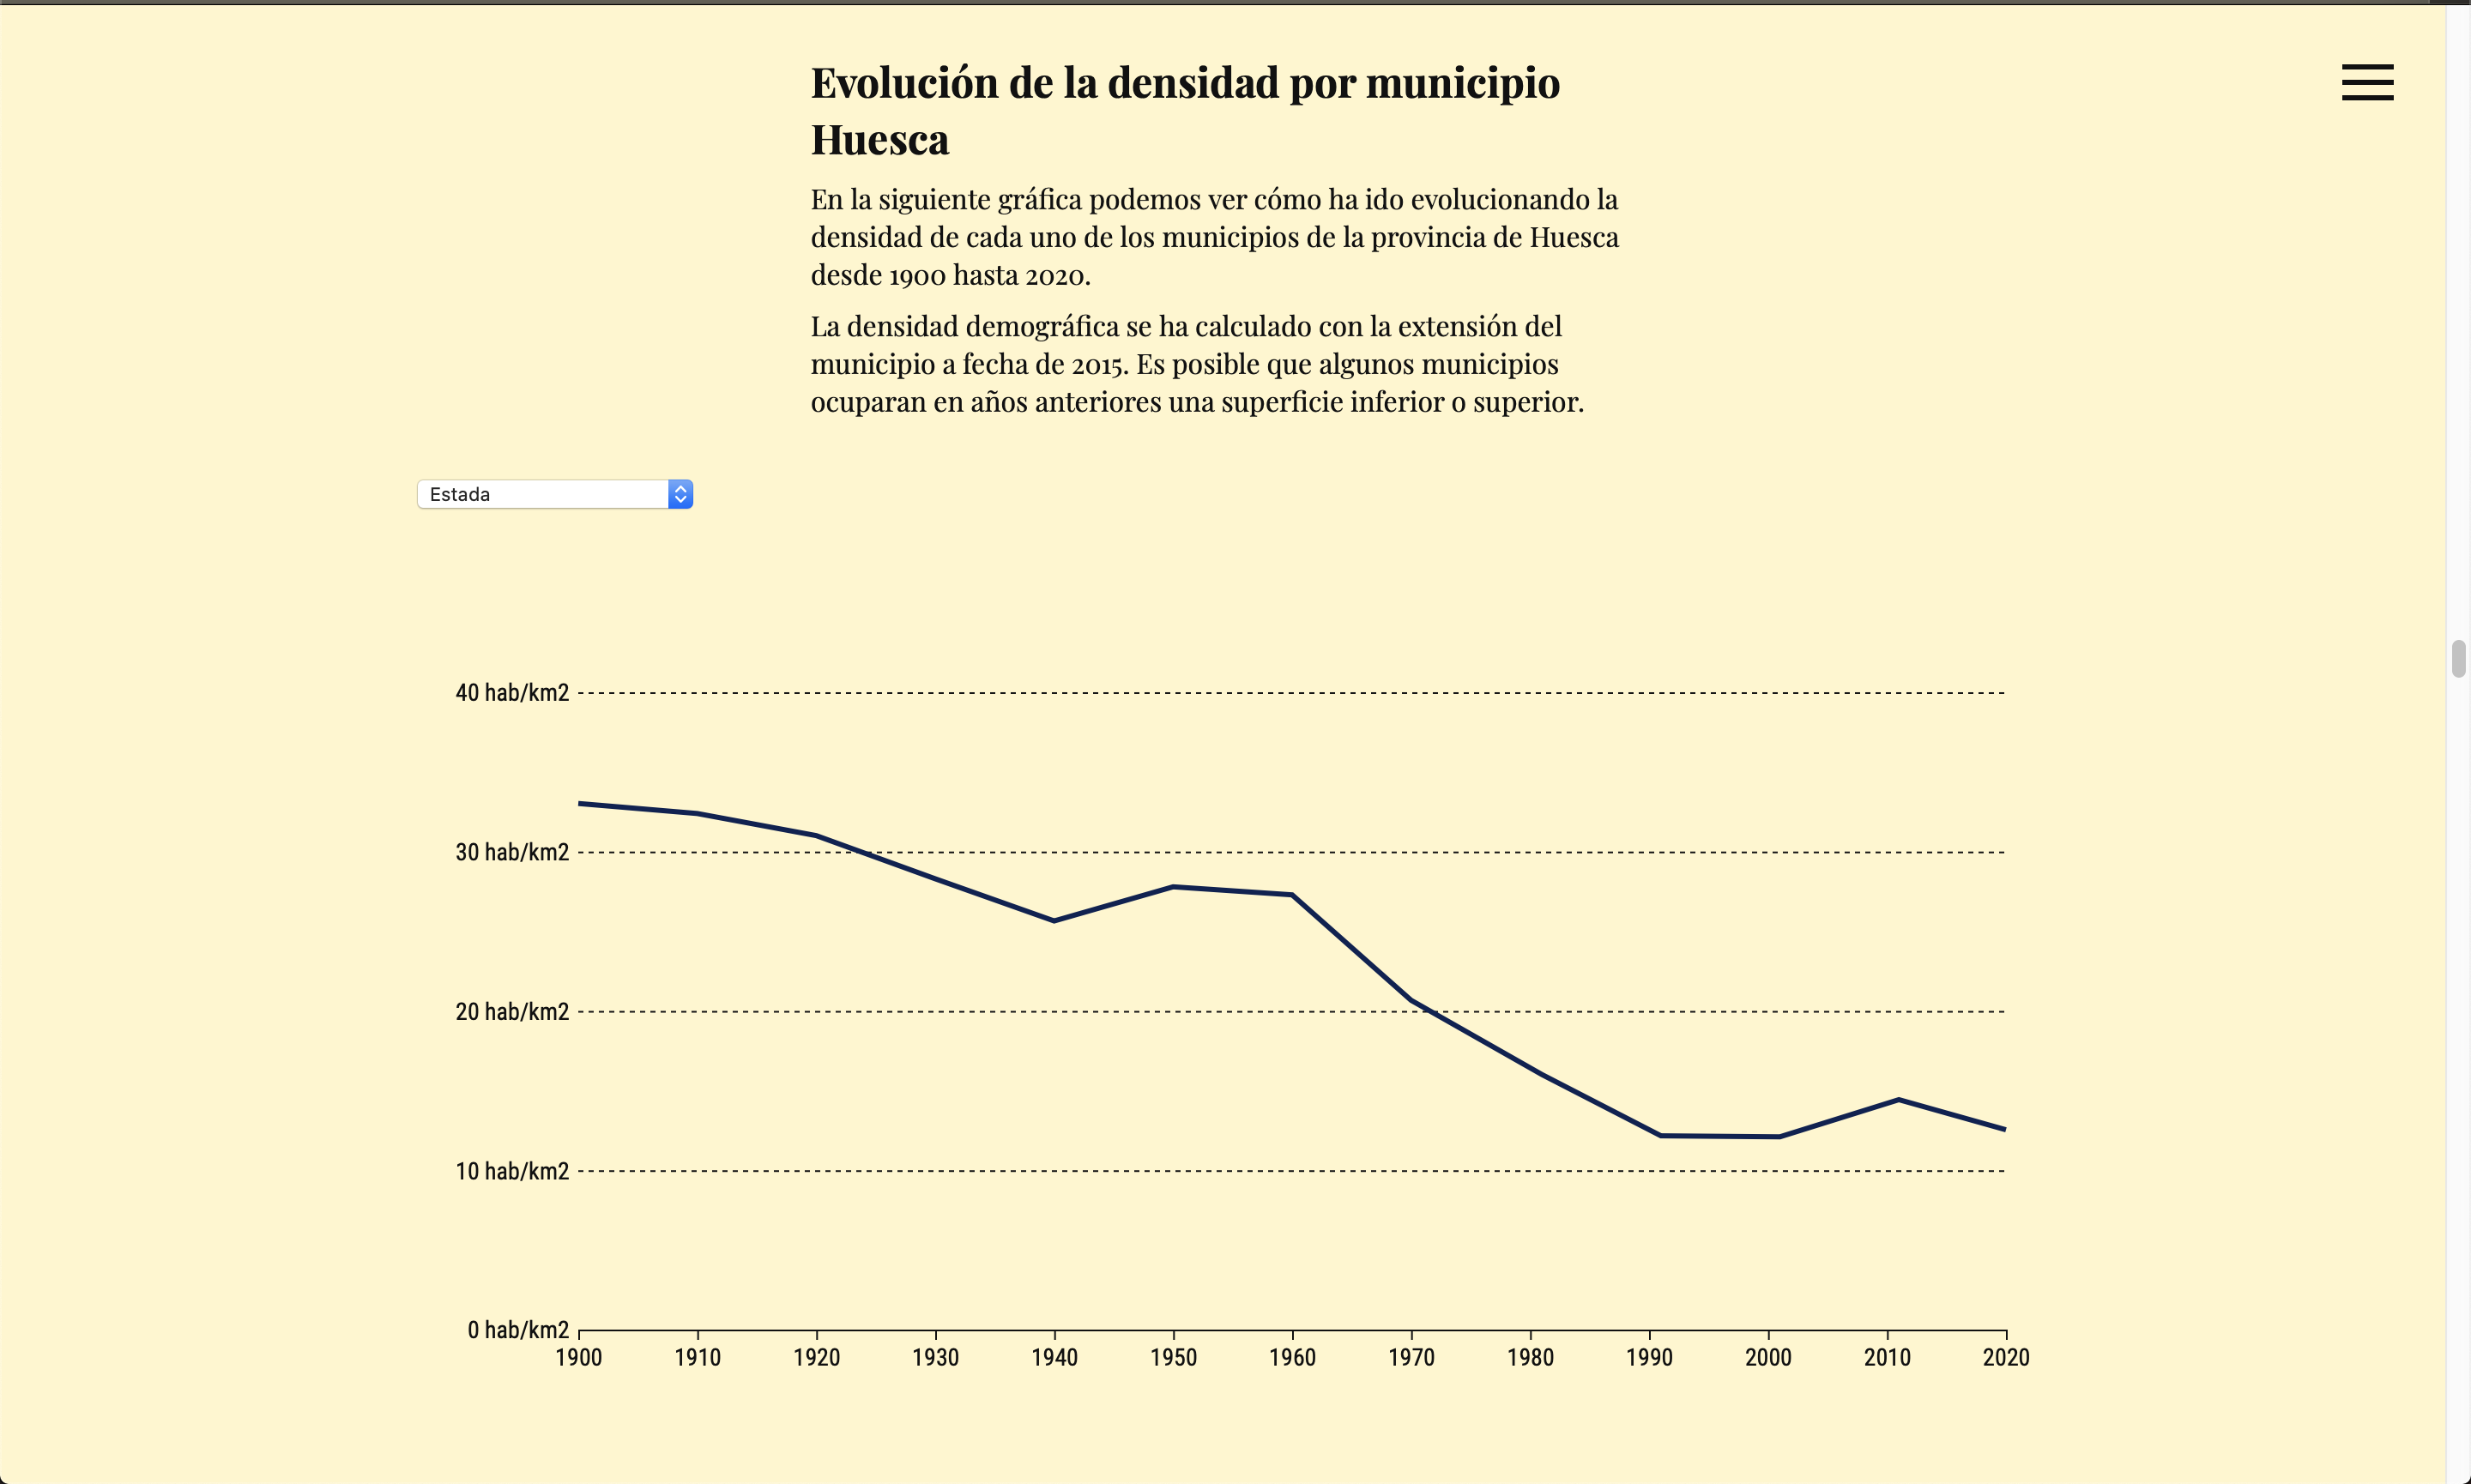 Evolución de la densidad por municipio
Huesca
En la siguiente gráfica podemos ver cómo ha ido evolucionando la
densidad de cada uno de los municipios de la provincia de Huesca
desde 1900 hasta 2020.
La densidad demográfica se ha calculado con la extensión del
municipio a fecha de 2015. Es posible que algunos municipios
ocuparan en años anteriores una superficie inferior o superior.
Estada
40 hab/km2
30 hab/km2
20 hab/km2
10 hab/km2
0 hab/km2
1900 1910 1920 1930 1940 1950 1960 1970 1980 1990 2000 2010 2020